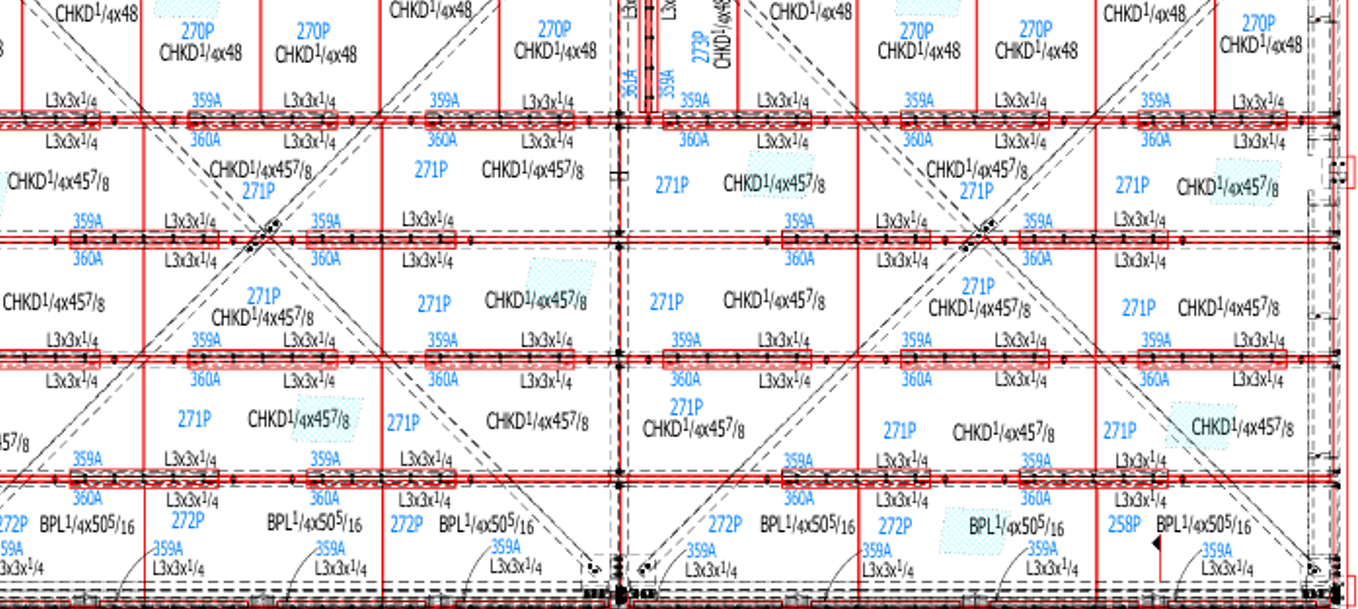 CHKD1/4x48 CHKD1/4x48 CHKD1/4x48
270P 270P 270P 270P 270P 270P
CHKD1/4x48 CHKD1/4x48 CHKD1/4x48 273P CHKD1/4x48 CHKD1/4x48 CHKD1/4x48 CHKD1/4x48
361A 359A
L3x3x1/4 359A L3x3x1/4 359A L3x3x1/4 359A L3x3x1/4 359A L3x3x1/4 359A L3x3x1/4
L3x3x1/4 360A L3x3x1/4 360A L3x3x1/4 360A L3x3x1/4 360A L3x3x1/4 360A L3x3x1/4
CHKD1/4x457/8 CHKD1/4x457/8 271P CHKD1/4x457/8 271P CHKD1/4x457/8 CHKD1/4x457/8 271P CHKD1/4x457/8
271P 271P
359A L3x3x1/4 359A L3x3x1/4 359A L3x3x1/4 359A L3x3x1/4
360A L3x3x1/4 360A L3x3x1/4 360A L3x3x1/4 360A L3x3x1/4
271P 271P
CHKD1/4x457/8 271P CHKD1/4x457/8 271P CHKD1/4x457/8 CHKD1/4x457/8 271P CHKD1/4x457/8
CHKD1/4x457/8
L3x3x1/4 359A L3x3x1/4 359A L3x3x1/4 359A L3x3x1/4 359A L3x3x1/4 359A L3x3x1/4
L3x3x1/4 360A L3x3x1/4 360A L3x3x1/4 360A L3x3x1/4 360A L3x3x1/4 360A L3x3x1/4
271P
271P CHKD1/4x457/8 271P CHKD1/4x457/8 CHKD1/4x457/8 271P CHKD1/4x457/8 271P CHKD1/4x457/8
359A L3x3x1/4 359A L3x3x1/4 359A L3x3x1/4 359A L3x3x1/4
360A L3x3x1/4 360A L3x3x1/4 360A L3x3x1/4 360A L3x3x1/4
272P BPL1/4x505/16 272P BPL1/4x505/16 272P BPL1/4x505/16 272P BPL1/4x505/16 272P BPL1/4x505/16 258P BPL1/4x505/16
359A 359A 359A 359A 359A 359A 359A
L3x3x1/4 L3x3x1/4 L3x3x1/4 L3x3x1/4 L3x3x1/4 L3x3x1/4 L3x3x1/4